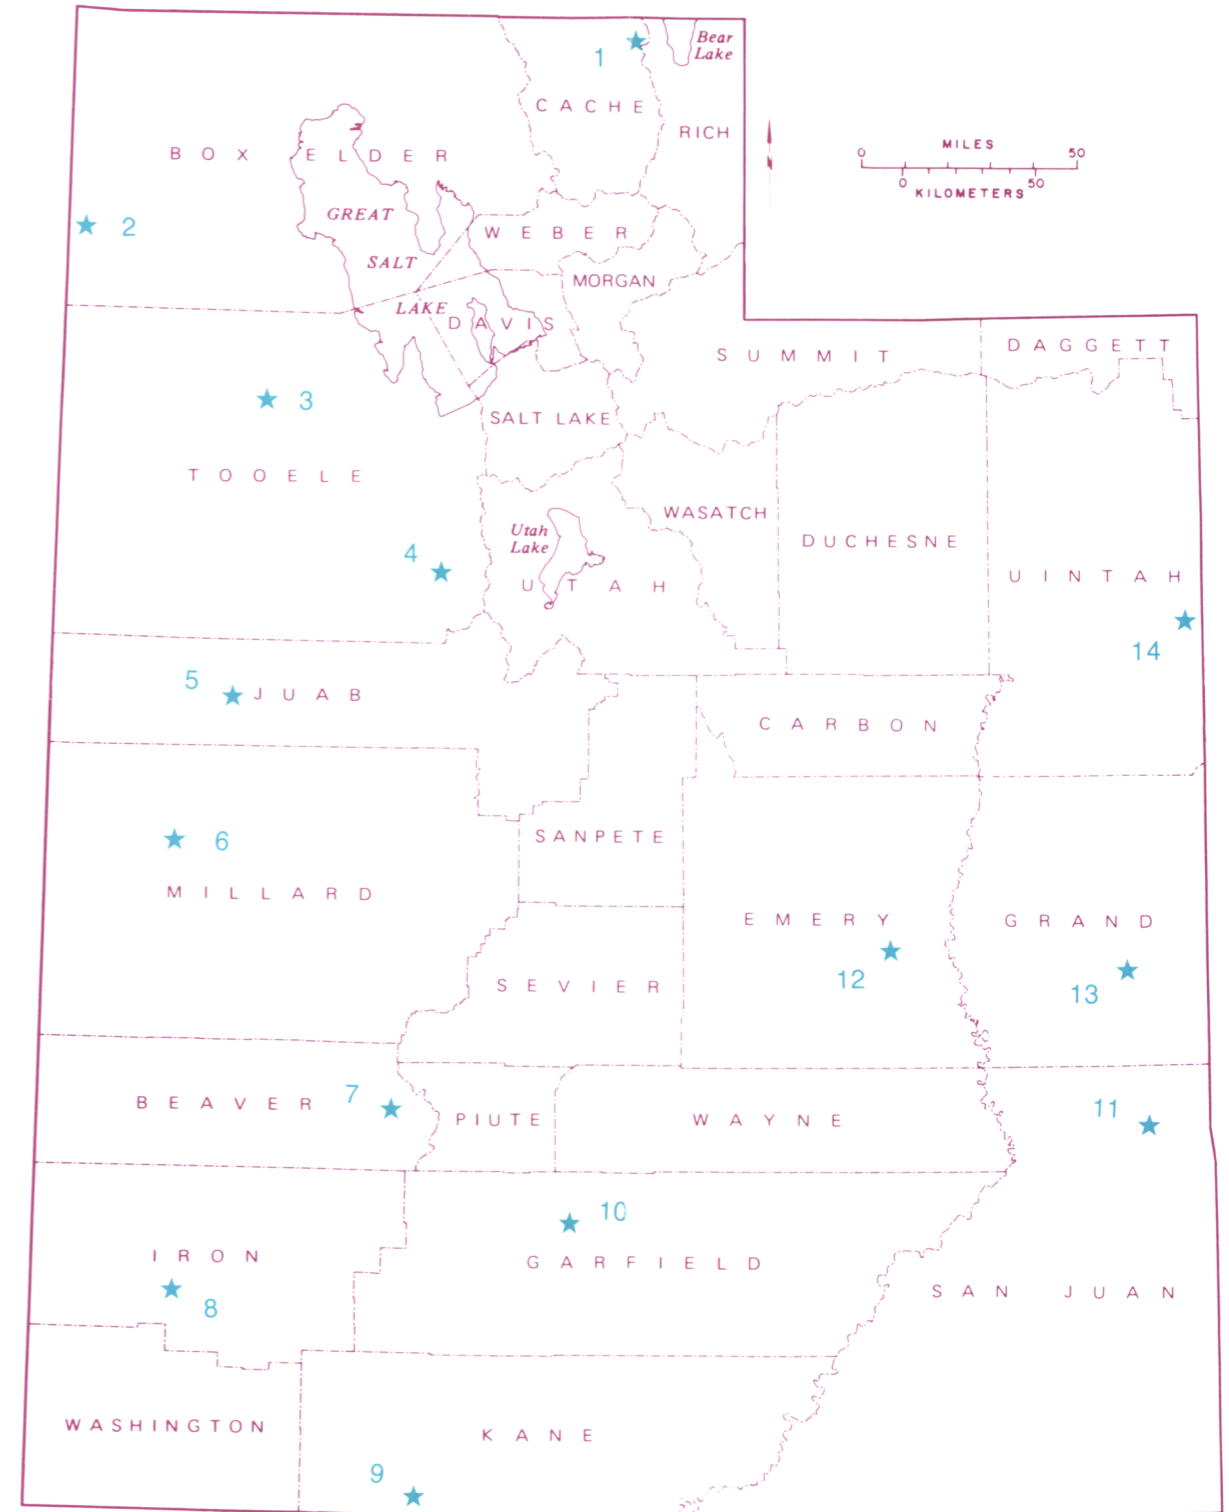 Bear
Lake
1
CACHE
RICH
MILES
0 50
0 50
KILOMETERS
BOX ELDER
GREAT
SALT
LAKE
2
WEBER
MORGAN
DAVIS
SUMMIT
DAGGETT
3
SALT LAKE
TOOELE
WASATCH
Utah
Lake
DUCHESNE
4
UTAH
UINTAH
14
5
JUAB
CARBON
6
SANPETE
MILLARD
EMERY
GRAND
12
13
SEVIER
BEAVER
7
PIUTE
WAYNE
11
10
IRON
GARFIELD
8
SAN JUAN
WASHINGTON
KANE
9